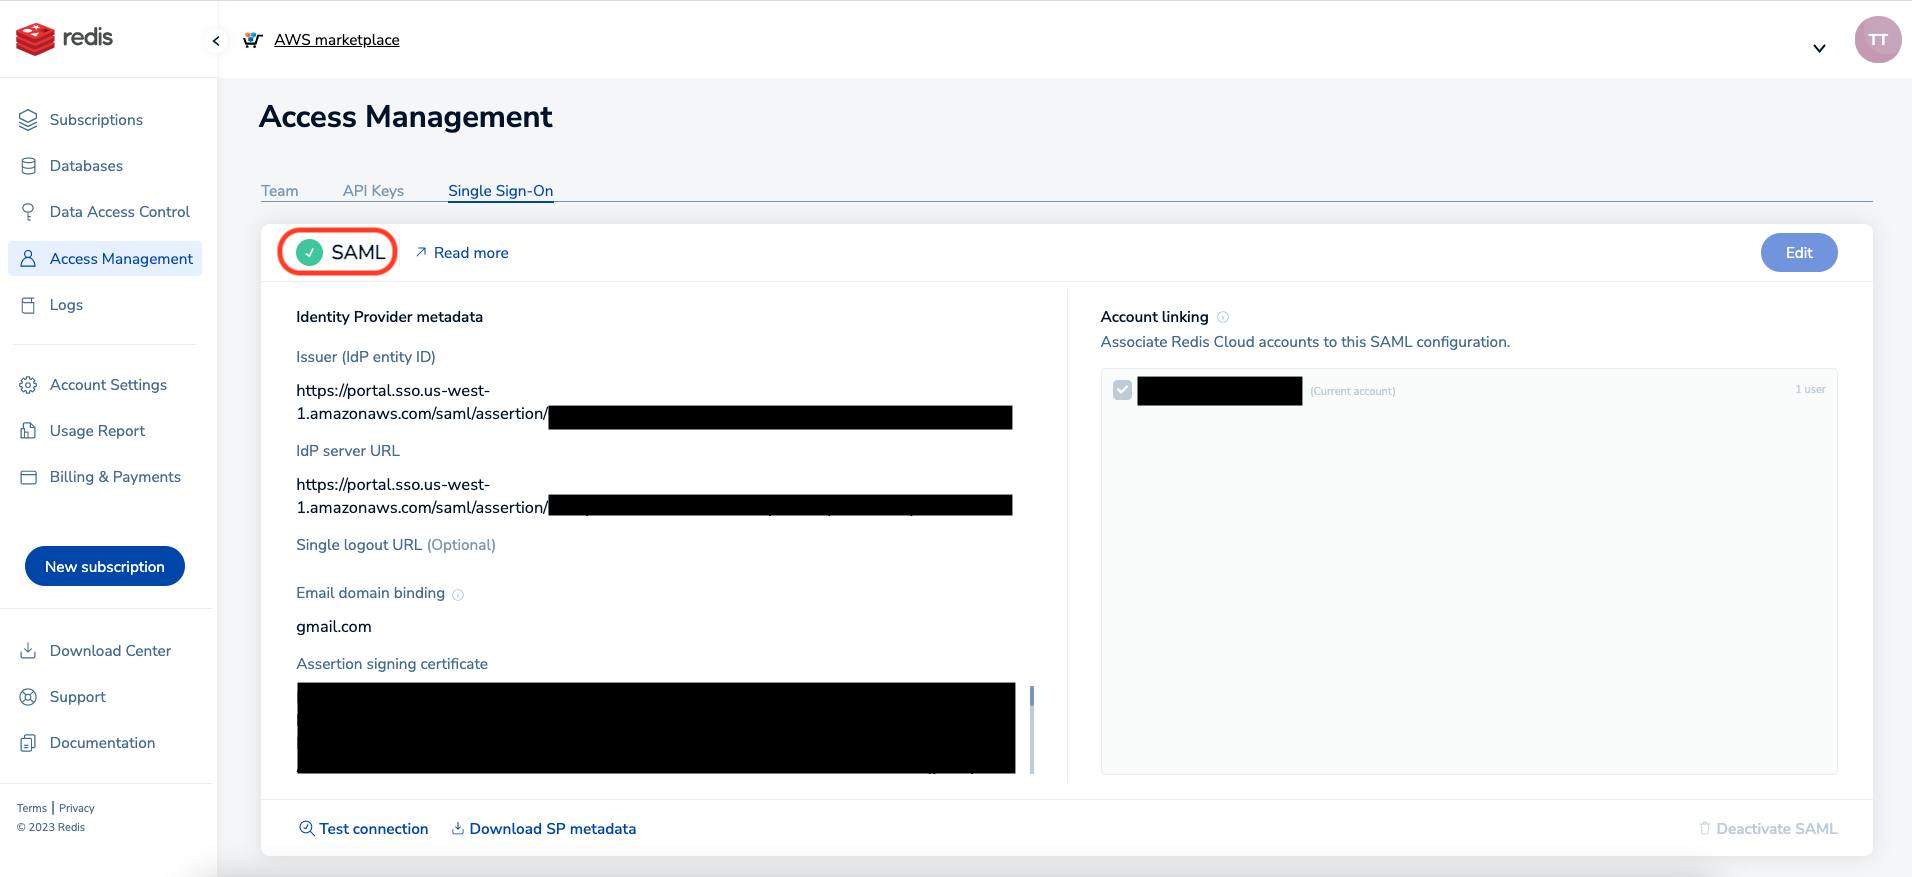 redis
AWS marketplace
TT
Subscriptions
Databases
Data Access Control
Access Management
Logs
Account Settings
Usage Report
Billing & Payments
New subscription
Download Center
Support
Documentation
Terms | Privacy
© 2023 Redis
Access Management
Team
API Keys
Single Sign-On
SAML
Read more
Edit
Identity Provider metadata
Issuer (IdP entity ID)
https://portal.sso.us-west-
1.amazonaws.com/saml/assertion/
IdP server URL
https://portal.sso.us-west-
1.amazonaws.com/saml/assertion/
Single logout URL (Optional)
Email domain binding
gmail.com
Assertion signing certificate
Account linking
Associate Redis Cloud accounts to this SAML configuration.
(Current account)
1 user
Test connection
Download SP metadata
Deactivate SAML